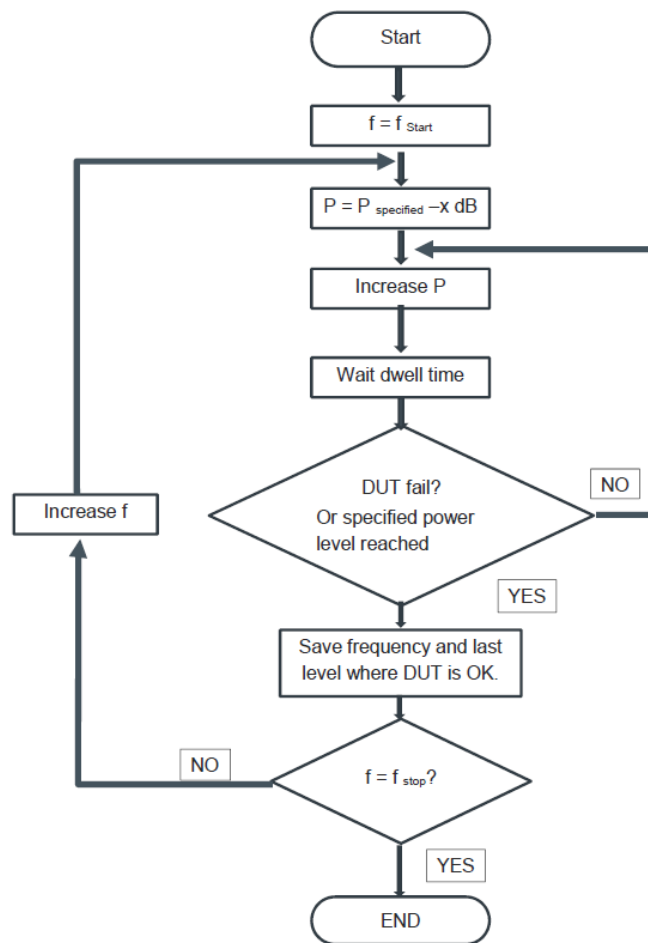 Start
f = f Start
P = P specified –x dB
Increase P
Wait dwell time
DUT fail?
Or specified power
level reached
NO
Increase f
YES
Save frequency and last
level where DUT is OK.
NO
f = f stop?
YES
END